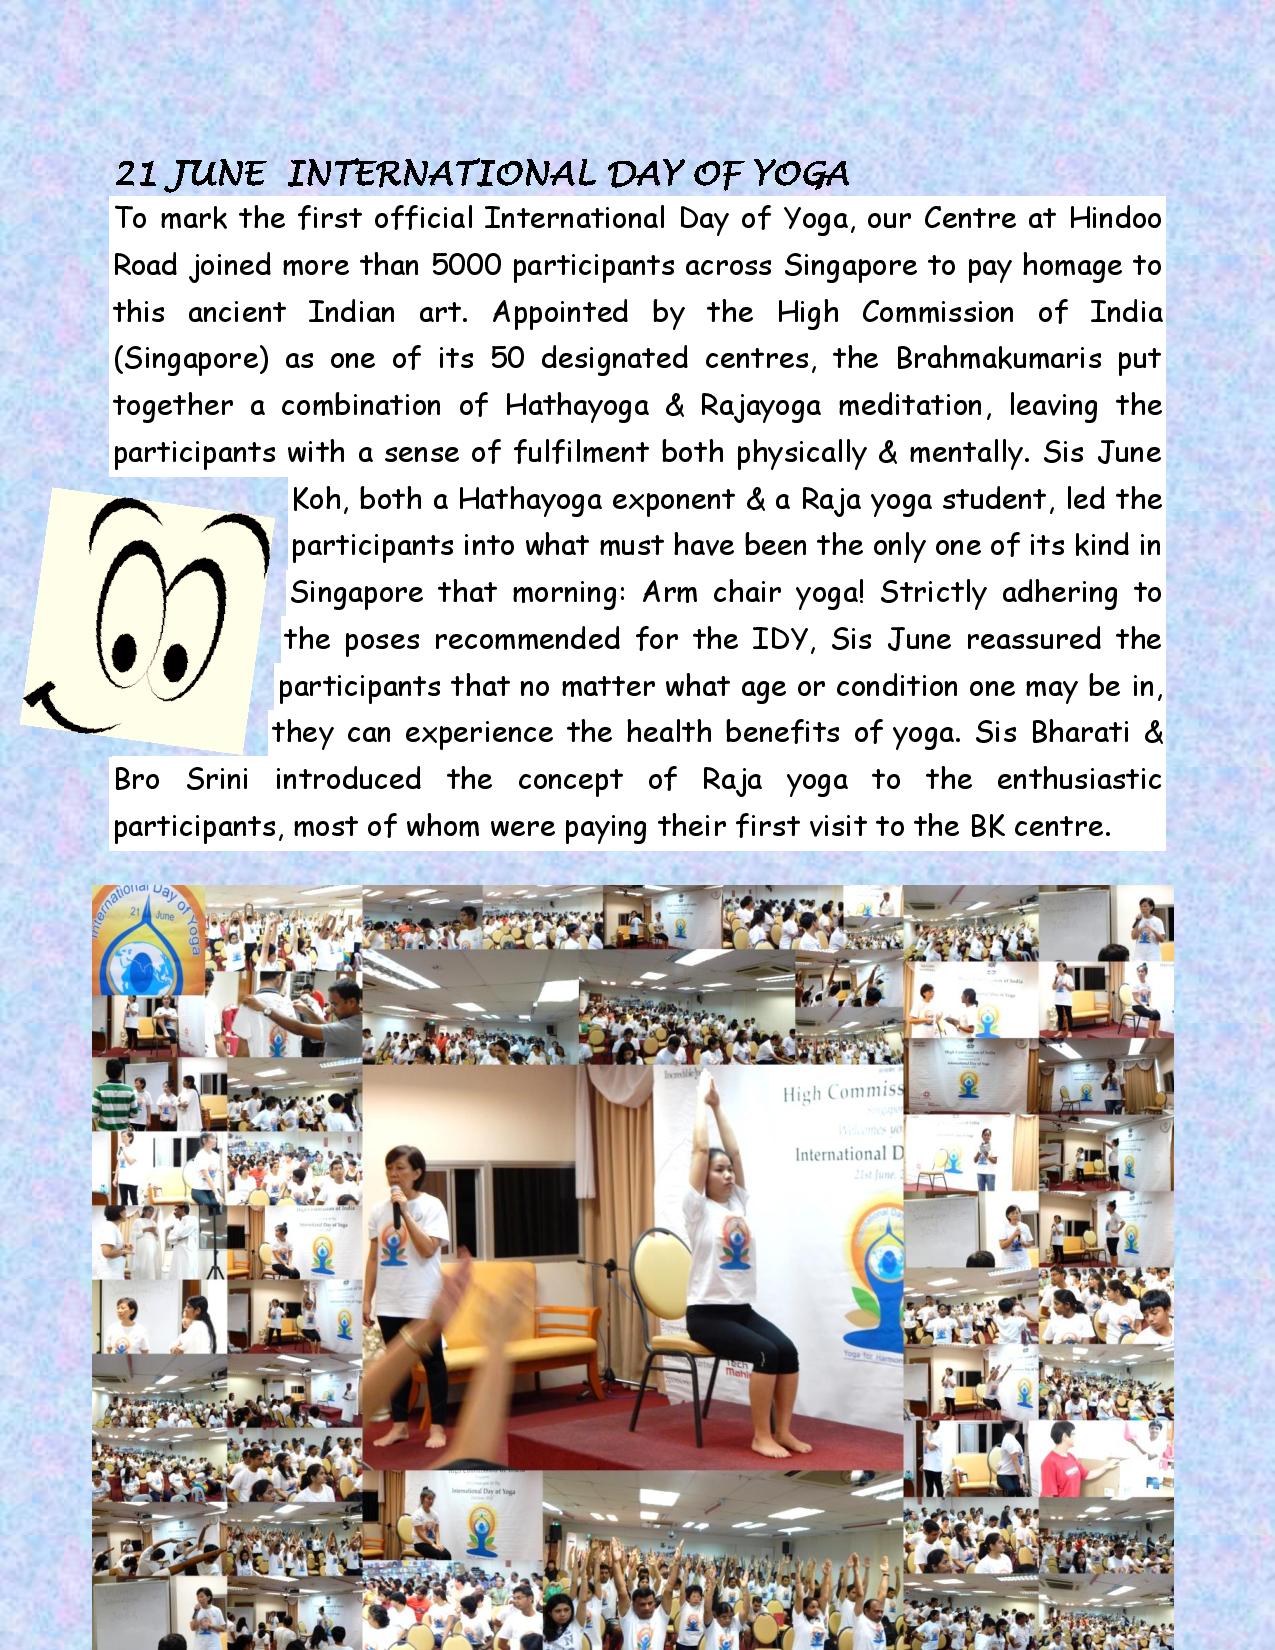 21 JUNE INTERNATIONAL DAY OF YOGA
To mark the first official International Day of Yoga, our Centre at Hindoo
Road joined more than 5000 participants across Singapore to pay homage to
this ancient Indian art. Appointed by the High Commission of India
(Singapore) as one of its 50 designated centres, the Brahmakumaris put
together a combination of Hathayoga & Rajayoga meditation, leaving the
participants with a sense of fulfilment both physically & mentally. Sis June
Koh, both a Hathayoga exponent & a Raja yoga student, led the
participants into what must have been the only one of its kind in
Singapore that morning: Arm chair yoga! Strictly adhering to
the poses recommended for the IDY, Sis June reassured the
participants that no matter what age or condition one may be in,
they can experience the health benefits of yoga. Sis Bharati &
Bro Srini introduced the concept of Raja yoga to the enthusiastic
participants, most of whom were paying their first visit to the BK centre.
International Day of Yoga
21 June
High Commiss
Welcomes yo
International D
21st June, 2
Yoga for Harmon
Tech
International Day of Yoga